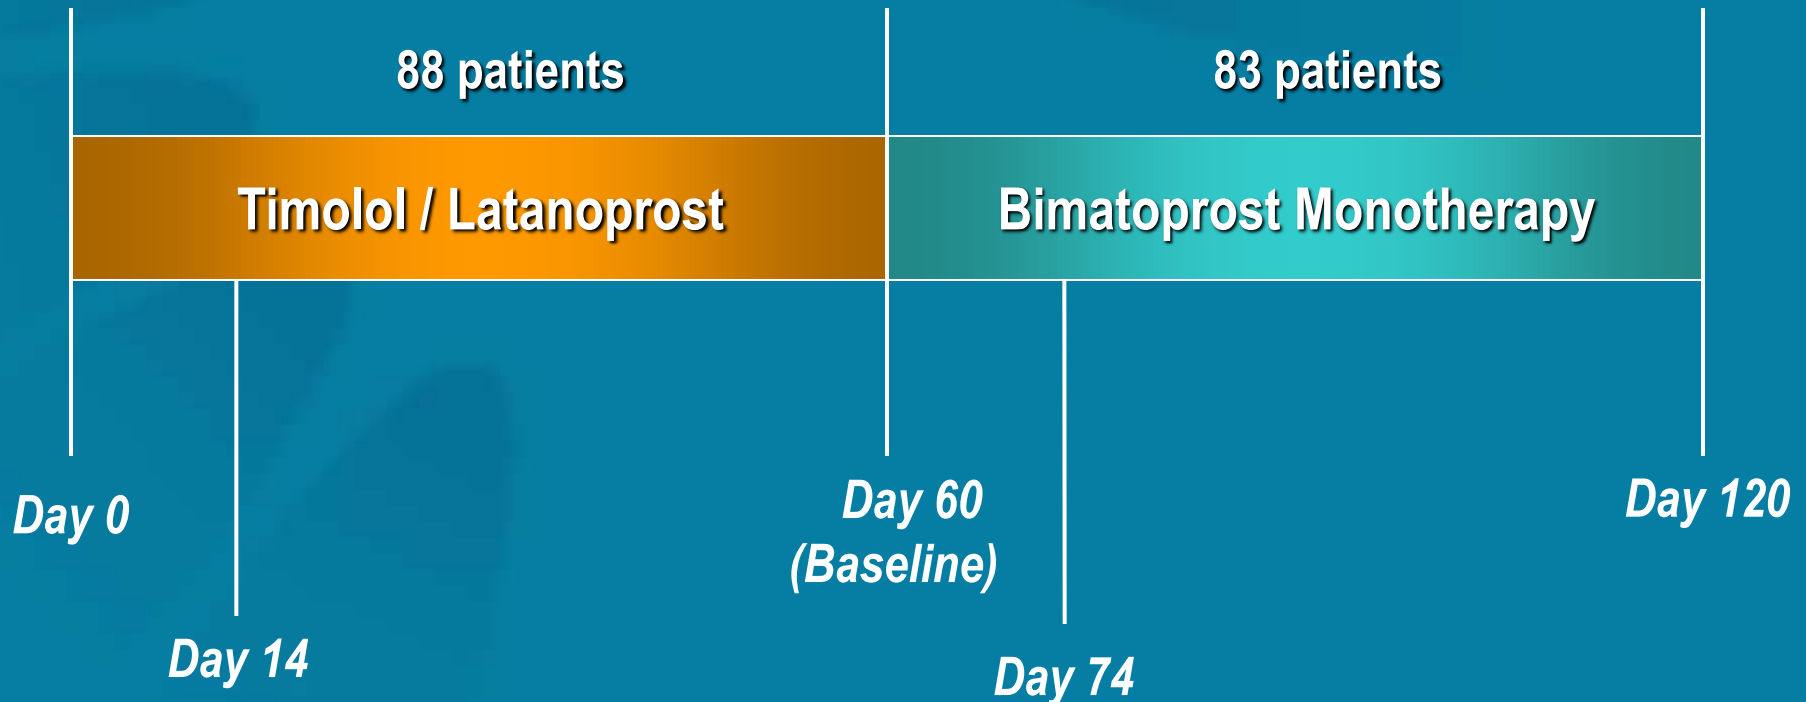 88 patients
83 patients
Timolol / Latanoprost
Bimatoprost Monotherapy
Day 0
Day 60
(Baseline)
Day 120
Day 14
Day 74